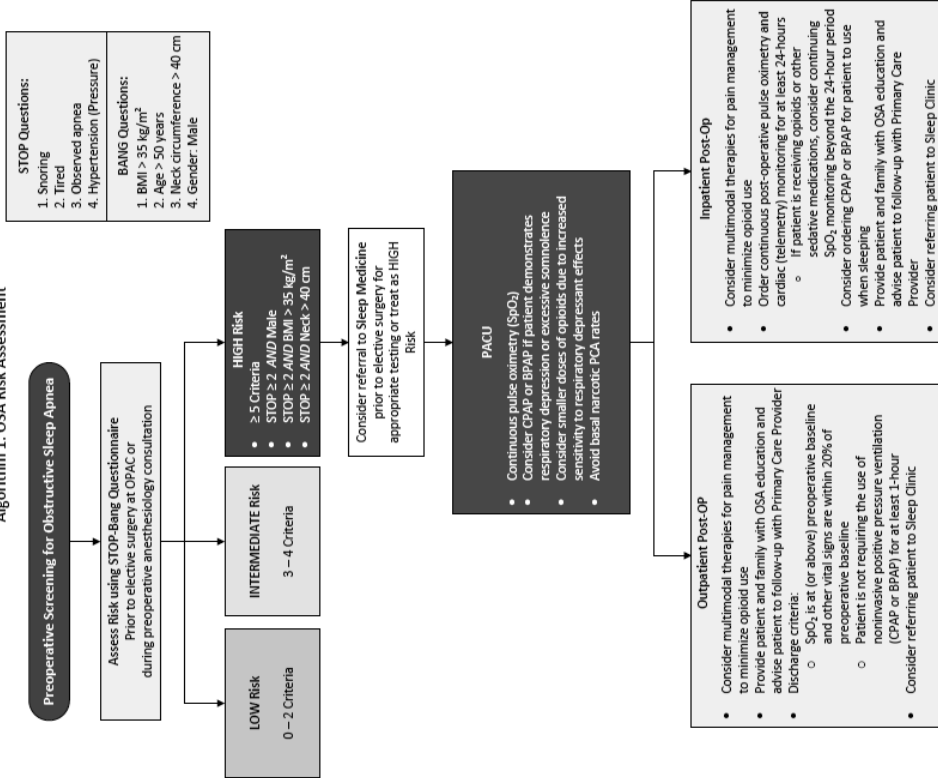 Algorithm 1: OSA Risk Assessment
Preoperative Screening for Obstructive Sleep Apnea
STOP Questions:
1. Snoring
2. Tired
3. Observed apnea
4. Hypertension (Pressure)
BANG Questions:
1. BMI > 35 kg/m²
2. Age > 50 years
3. Neck circumference > 40 cm
4. Gender: Male
Assess Risk using STOP-Bang Questionnaire
Prior to elective surgery at OPAC or
during preoperative anesthesiology consultation
LOW Risk
0 – 2 Criteria
INTERMEDIATE Risk
3 – 4 Criteria
HIGH Risk
• ≥ 5 Criteria
• STOP ≥ 2 AND Male
• STOP ≥ 2 AND BMI > 35 kg/m²
• STOP ≥ 2 AND Neck > 40 cm
Consider referral to Sleep Medicine
prior to elective surgery for
appropriate testing or treat as HIGH
Risk
PACU
• Continuous pulse oximetry (SpO₂)
• Consider CPAP or BPAP if patient demonstrates
respiratory depression or excessive somnolence
• Consider smaller doses of opioids due to increased
sensitivity to respiratory depressant effects
• Avoid basal narcotic PCA rates
Outpatient Post-OP
• Consider multimodal therapies for pain management
to minimize opioid use
• Provide patient and family with OSA education and
advise patient to follow-up with Primary Care Provider
• Discharge criteria:
○ SpO₂ is at (or above) preoperative baseline
and other vital signs are within 20% of
preoperative baseline
○ Patient is not requiring the use of
noninvasive positive pressure ventilation
(CPAP or BPAP) for at least 1-hour
• Consider referring patient to Sleep Clinic
Inpatient Post-Op
• Consider multimodal therapies for pain management
to minimize opioid use
• Order continuous post-operative pulse oximetry and
cardiac (telemetry) monitoring for at least 24-hours
○ If patient is receiving opioids or other
sedative medications, consider continuing
SpO₂ monitoring beyond the 24-hour period
• Consider ordering CPAP or BPAP for patient to use
when sleeping
• Provide patient and family with OSA education and
advise patient to follow-up with Primary Care
Provider
• Consider referring patient to Sleep Clinic